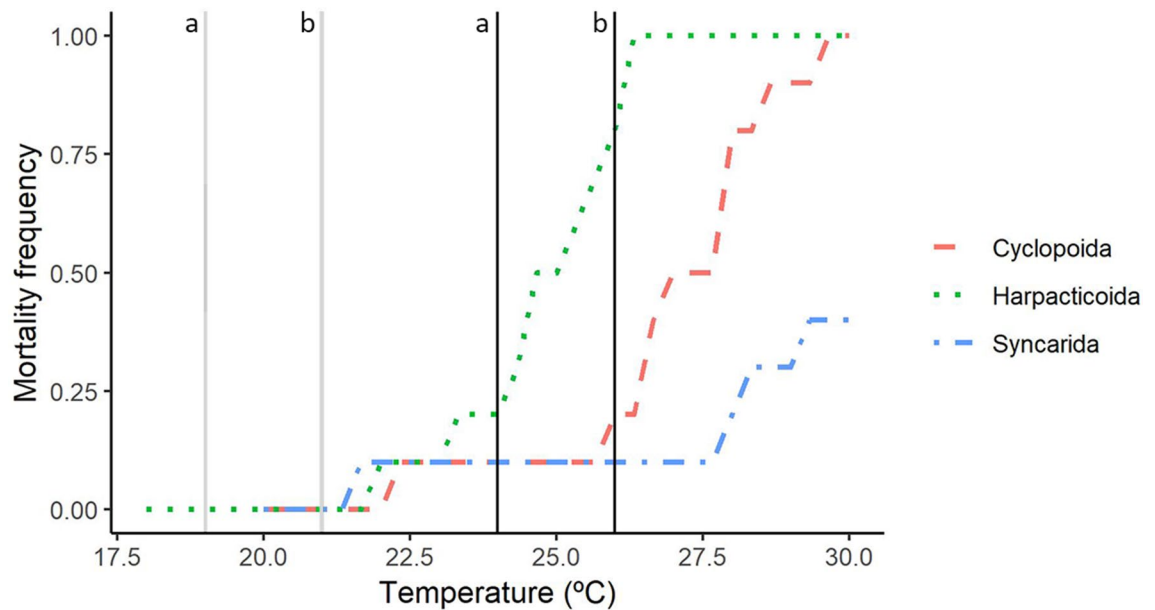 a b a b
1.00
0.75
0.50
0.25
0.00
Mortality frequency
17.5 20.0 22.5 25.0 27.5 30.0
Temperature (ºC)
Cyclopoida
Harpacticoida
Syncarida